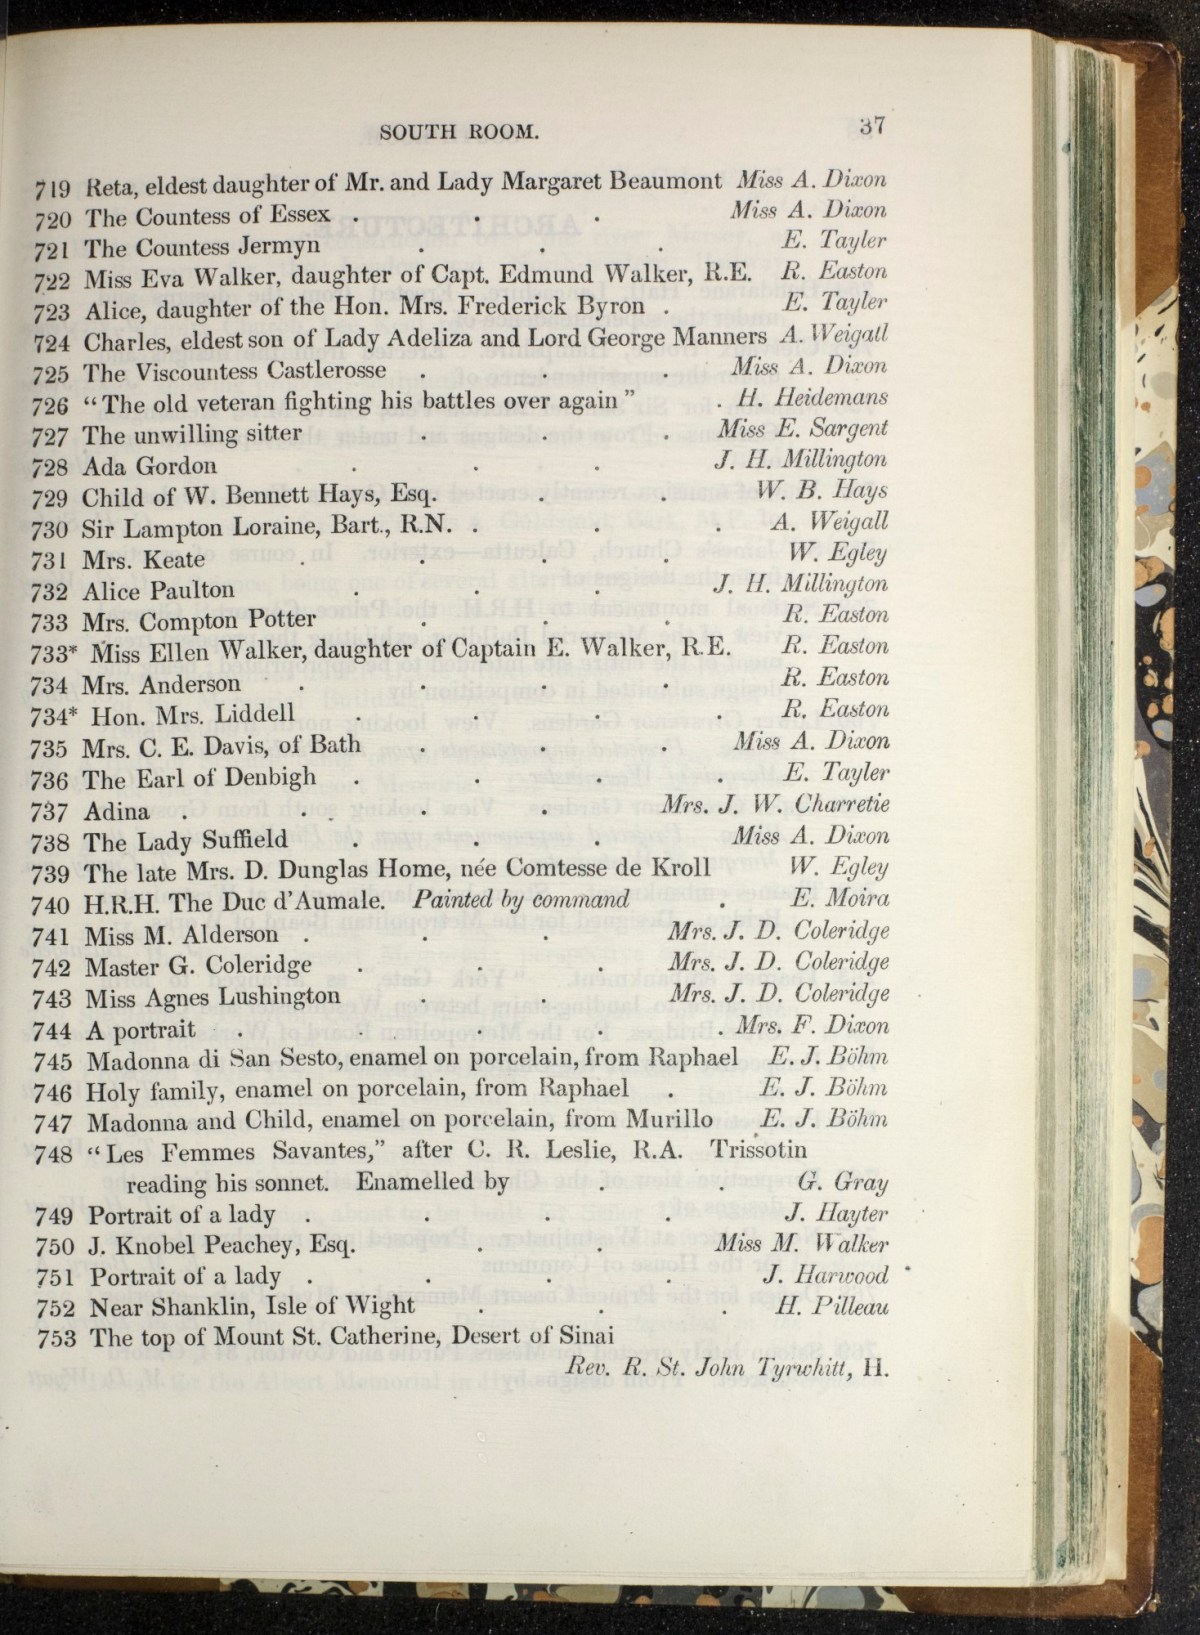 SOUTH ROOM. 37
719 Reta, eldest daughter of Mr. and Lady Margaret Beaumont Miss A. Dixon
720 The Countess of Essex . . . Miss A. Dixon
721 The Countess Jermyn . . . E. Tayler
722 Miss Eva Walker, daughter of Capt. Edmund Walker, R.E. R. Easton
723 Alice, daughter of the Hon. Mrs. Frederick Byron . E. Tayler
724 Charles, eldest son of Lady Adeliza and Lord George Manners A. Weigall
725 The Viscountess Castlerosse . . . Miss A. Dixon
726 “The old veteran fighting his battles over again” . H. Heidemans
727 The unwilling sitter . . . Miss E. Sargent
728 Ada Gordon . . . J. H. Millington
729 Child of W. Bennett Hays, Esq. . . W. B. Hays
730 Sir Lampton Loraine, Bart., R.N. . . . A. Weigall
731 Mrs. Keate . . . . W. Egley
732 Alice Paulton . . . J. H. Millington
733 Mrs. Compton Potter . . . R. Easton
733* Miss Ellen Walker, daughter of Captain E. Walker, R.E. R. Easton
734 Mrs. Anderson . . . . R. Easton
734* Hon. Mrs. Liddell . . . . R. Easton
735 Mrs. C. E. Davis, of Bath . . . Miss A. Dixon
736 The Earl of Denbigh . . . . E. Tayler
737 Adina . . . . Mrs. J. W. Charretie
738 The Lady Suffield . . . Miss A. Dixon
739 The late Mrs. D. Dunglas Home, née Comtesse de Kroll W. Egley
740 H.R.H. The Duc d’Aumale. Painted by command . E. Moira
741 Miss M. Alderson . . . Mrs. J. D. Coleridge
742 Master G. Coleridge . . . Mrs. J. D. Coleridge
743 Miss Agnes Lushington . . Mrs. J. D. Coleridge
744 A portrait . . . . . Mrs. F. Dixon
745 Madonna di San Sesto, enamel on porcelain, from Raphael E. J. Böhm
746 Holy family, enamel on porcelain, from Raphael . E. J. Böhm
747 Madonna and Child, enamel on porcelain, from Murillo E. J. Böhm
748 “Les Femmes Savantes,” after C. R. Leslie, R.A. Trissotin
reading his sonnet. Enamelled by . . G. Gray
749 Portrait of a lady . . . . J. Hayter
750 J. Knobel Peachey, Esq. . . Miss M. Walker
751 Portrait of a lady . . . . J. Harwood
752 Near Shanklin, Isle of Wight . . . H. Pilleau
753 The top of Mount St. Catherine, Desert of Sinai
Rev. R. St. John Tyrwhitt, H.